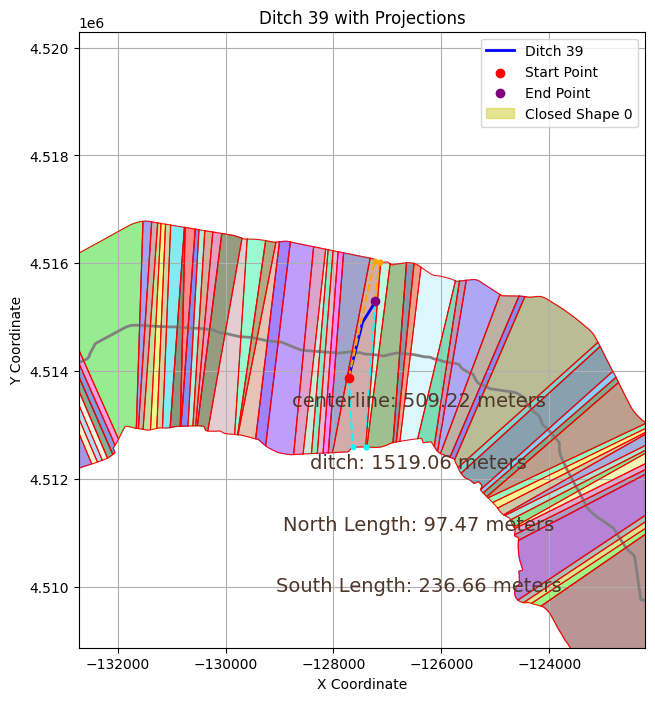 Ditch 39 with Projections
1e6
Ditch 39
Start Point
End Point
Closed Shape 0
4.520
4.518
4.516
4.514
4.512
4.510
Y Coordinate
centerline: 509.22 meters
ditch: 1519.06 meters
North Length: 97.47 meters
South Length: 236.66 meters
−132000
−130000
−128000
−126000
−124000
X Coordinate